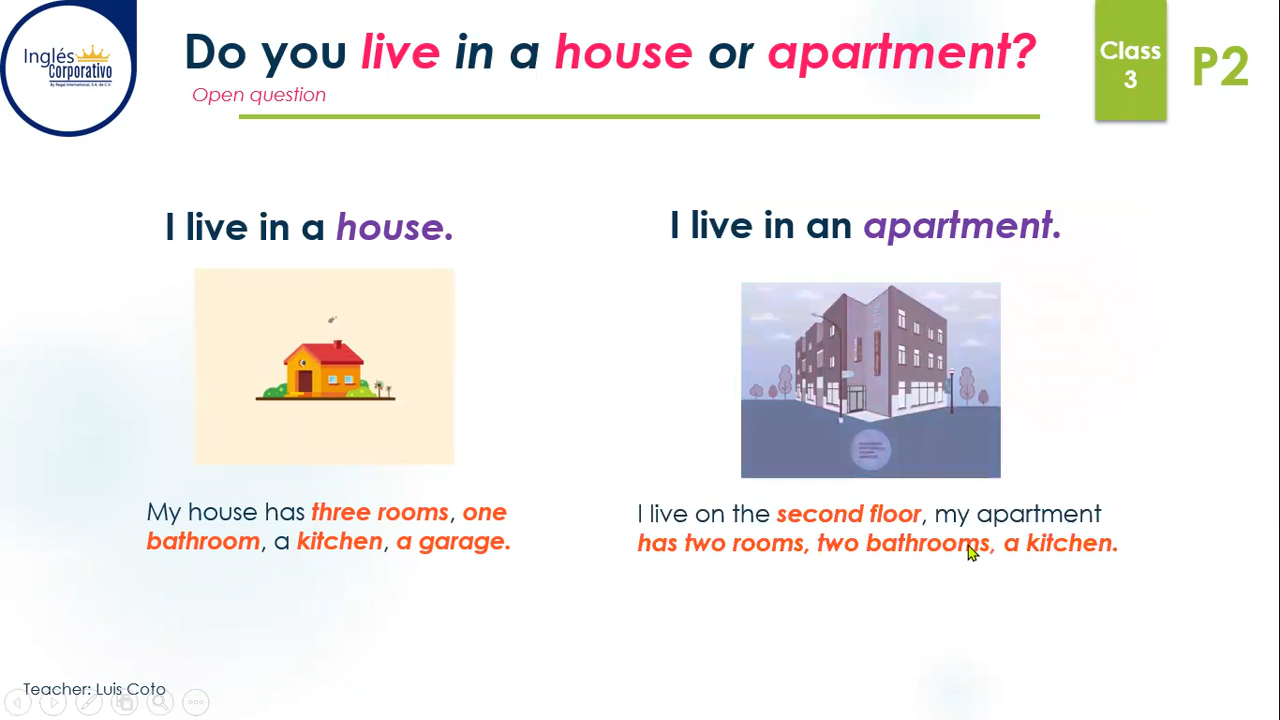 Inglés
Corporativo
By Regal International, S.A. de C.V.
Do you live in a house or apartment?
Open question
Class
3
P2
I live in a house.
I live in an apartment.
My house has three rooms, one
bathroom, a kitchen, a garage.
I live on the second floor, my apartment
has two rooms, two bathrooms, a kitchen.
Teacher: Luis Coto